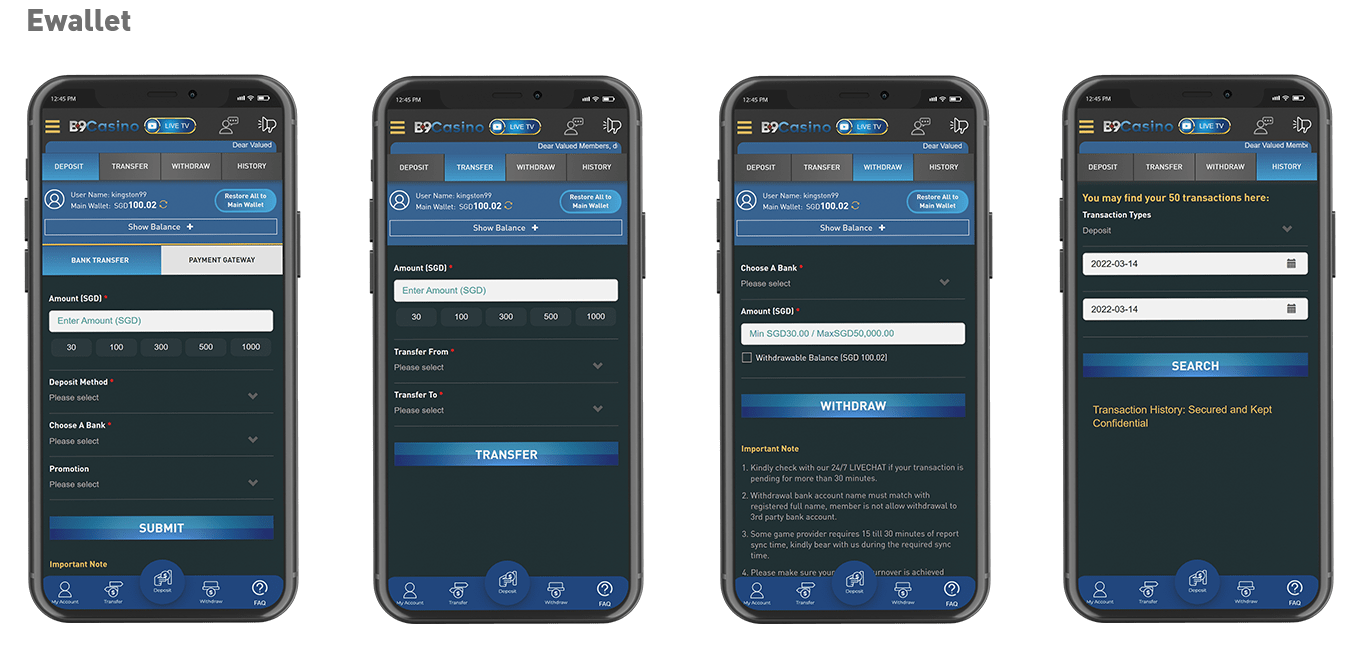 Ewallet
12:45 PM
B9Casino LIVE TV
Dear Valued
DEPOSIT TRANSFER WITHDRAW HISTORY
User Name: kingston99
Main Wallet: SGD100.02
Restore All to
Main Wallet
Show Balance +
BANK TRANSFER PAYMENT GATEWAY
Amount (SGD) *
Enter Amount (SGD)
30 100 300 500 1000
Deposit Method *
Please select
Choose A Bank *
Please select
Promotion
Please select
SUBMIT
Important Note
My Account Transfer Deposit Withdraw FAQ
12:45 PM
B9Casino LIVE TV
Dear Valued Members, d
DEPOSIT TRANSFER WITHDRAW HISTORY
User Name: kingston99
Main Wallet: SGD100.02
Restore All to
Main Wallet
Show Balance +
Amount (SGD) *
Enter Amount (SGD)
30 100 300 500 1000
Transfer From *
Please select
Transfer To *
Please select
TRANSFER
My Account Transfer Deposit Withdraw FAQ
12:45 PM
B9Casino LIVE TV
Dear Valued
DEPOSIT TRANSFER WITHDRAW HISTORY
User Name: kingston99
Main Wallet: SGD100.02
Restore All to
Main Wallet
Show Balance +
Choose A Bank *
Please select
Amount (SGD) *
Min SGD30.00 / MaxSGD50,000.00
Withdrawable Balance (SGD 100.02)
WITHDRAW
Important Note
1. Kindly check with our 24/7 LIVECHAT if your transaction is
pending for more than 30 minutes.
2. Withdrawal bank account name must match with
registered full name, member is not allow withdrawal to
3rd party bank account.
3. Some game provider requires 15 till 30 minutes of report
sync time, kindly bear with us during the required sync
time.
4. Please make sure your urnover is achieved
My Account Transfer Deposit Withdraw FAQ
12:45 PM
B9Casino LIVE TV
Dear Valued Membe
DEPOSIT TRANSFER WITHDRAW HISTORY
You may find your 50 transactions here:
Transaction Types
Deposit
2022-03-14
2022-03-14
SEARCH
Transaction History: Secured and Kept
Confidential
My Account Transfer Deposit Withdraw FAQ